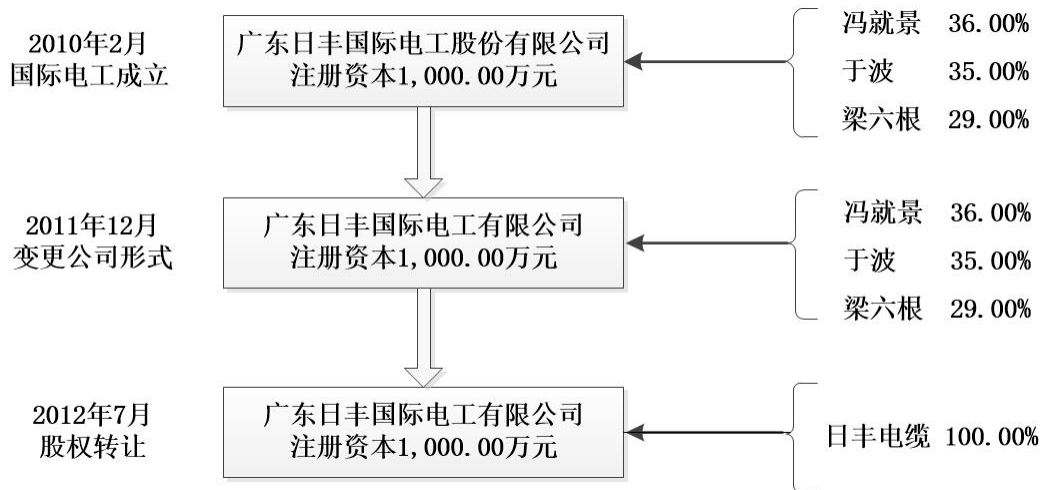 2010年2月
国际电工成立
广东日丰国际电工股份有限公司
注册资本1,000.00万元
冯就景 36.00%
于波 35.00%
梁六根 29.00%
2011年12月
变更公司形式
广东日丰国际电工有限公司
注册资本1,000.00万元
冯就景 36.00%
于波 35.00%
梁六根 29.00%
2012年7月
股权转让
广东日丰国际电工有限公司
注册资本1,000.00万元
日丰电缆 100.00%